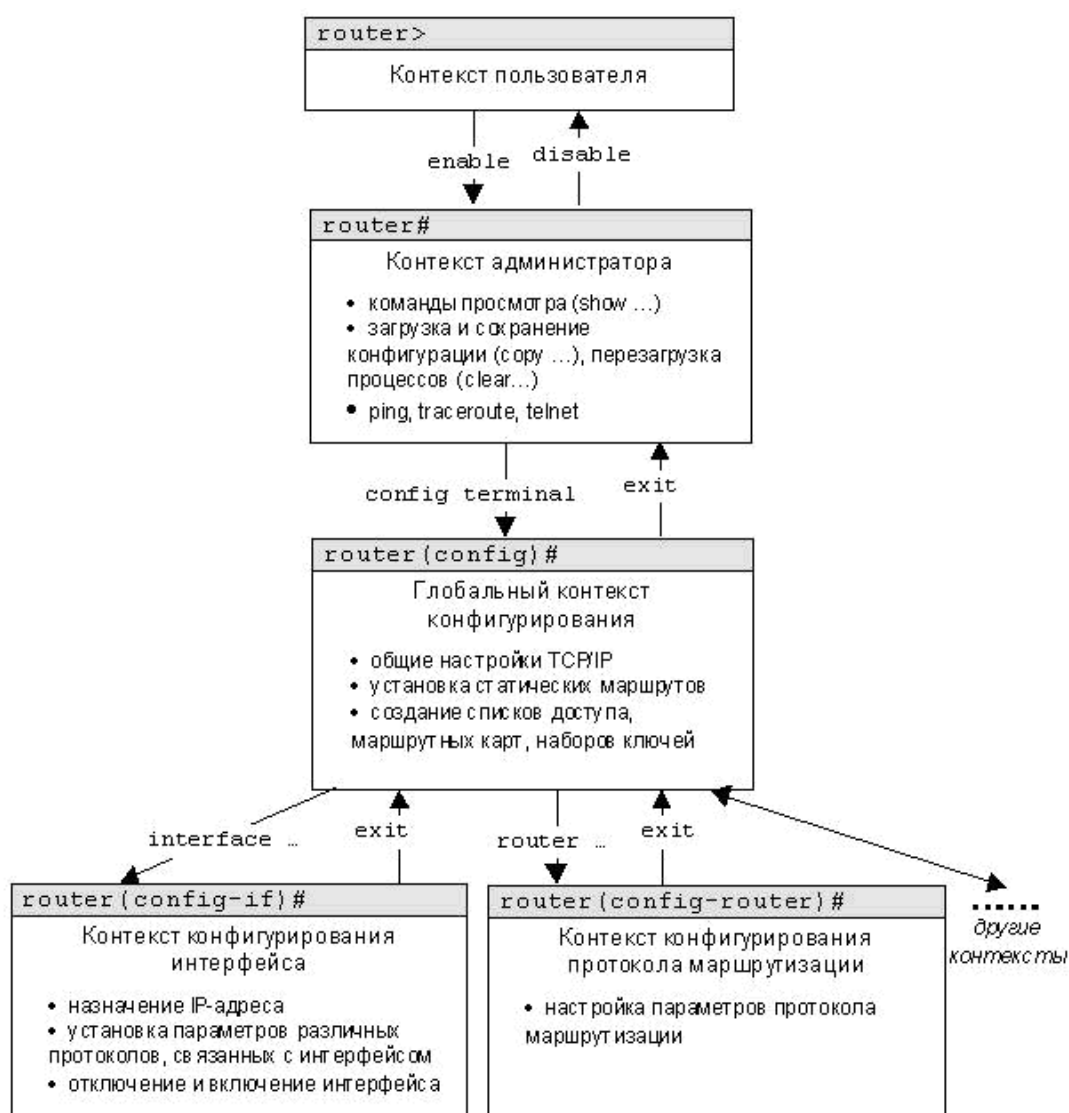 router>
Контекст пользователя
enable
disable
router#
Контекст администратора
• команды просмотра (show ...)
• загрузка и сохранение
конфигурации (copy ...), перезагрузка
процессов (clear...)
• ping, traceroute, telnet
config terminal
exit
router(config)#
Глобальный контекст
конфигурирования
• общие настройки TCP/IP
• установка статических маршрутов
• создание списков доступа,
маршрутных карт, наборов ключей
interface …
exit
router …
exit
router(config-if)#
Контекст конфигурирования
интерфейса
• назначение IP-адреса
• установка параметров различных
протоколов, связанных с интерфейсом
• отключение и включение интерфейса
router(config-router)#
Контекст конфигурирования
протокола маршрутизации
• настройка параметров протокола
маршрутизации
другие
контексты